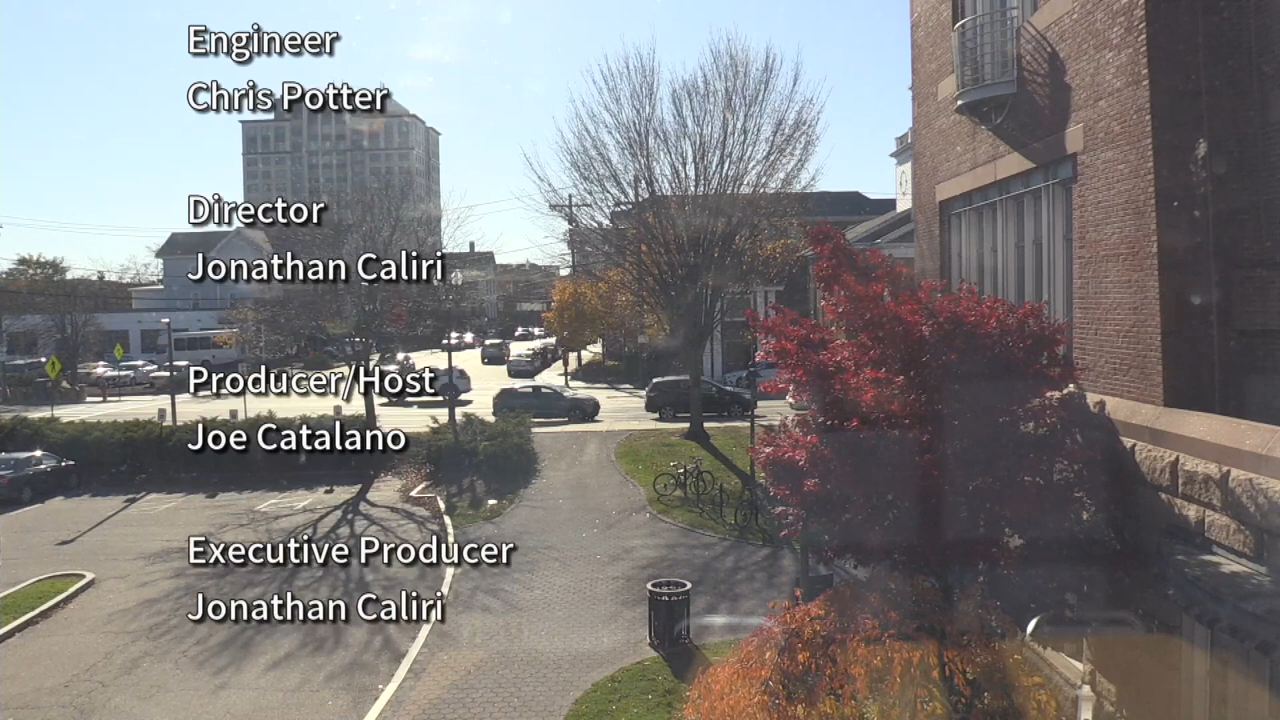 Engineer
Chris Potter
Director
Jonathan Caliri
Producer/Host
Joe Catalano
Executive Producer
Jonathan Caliri